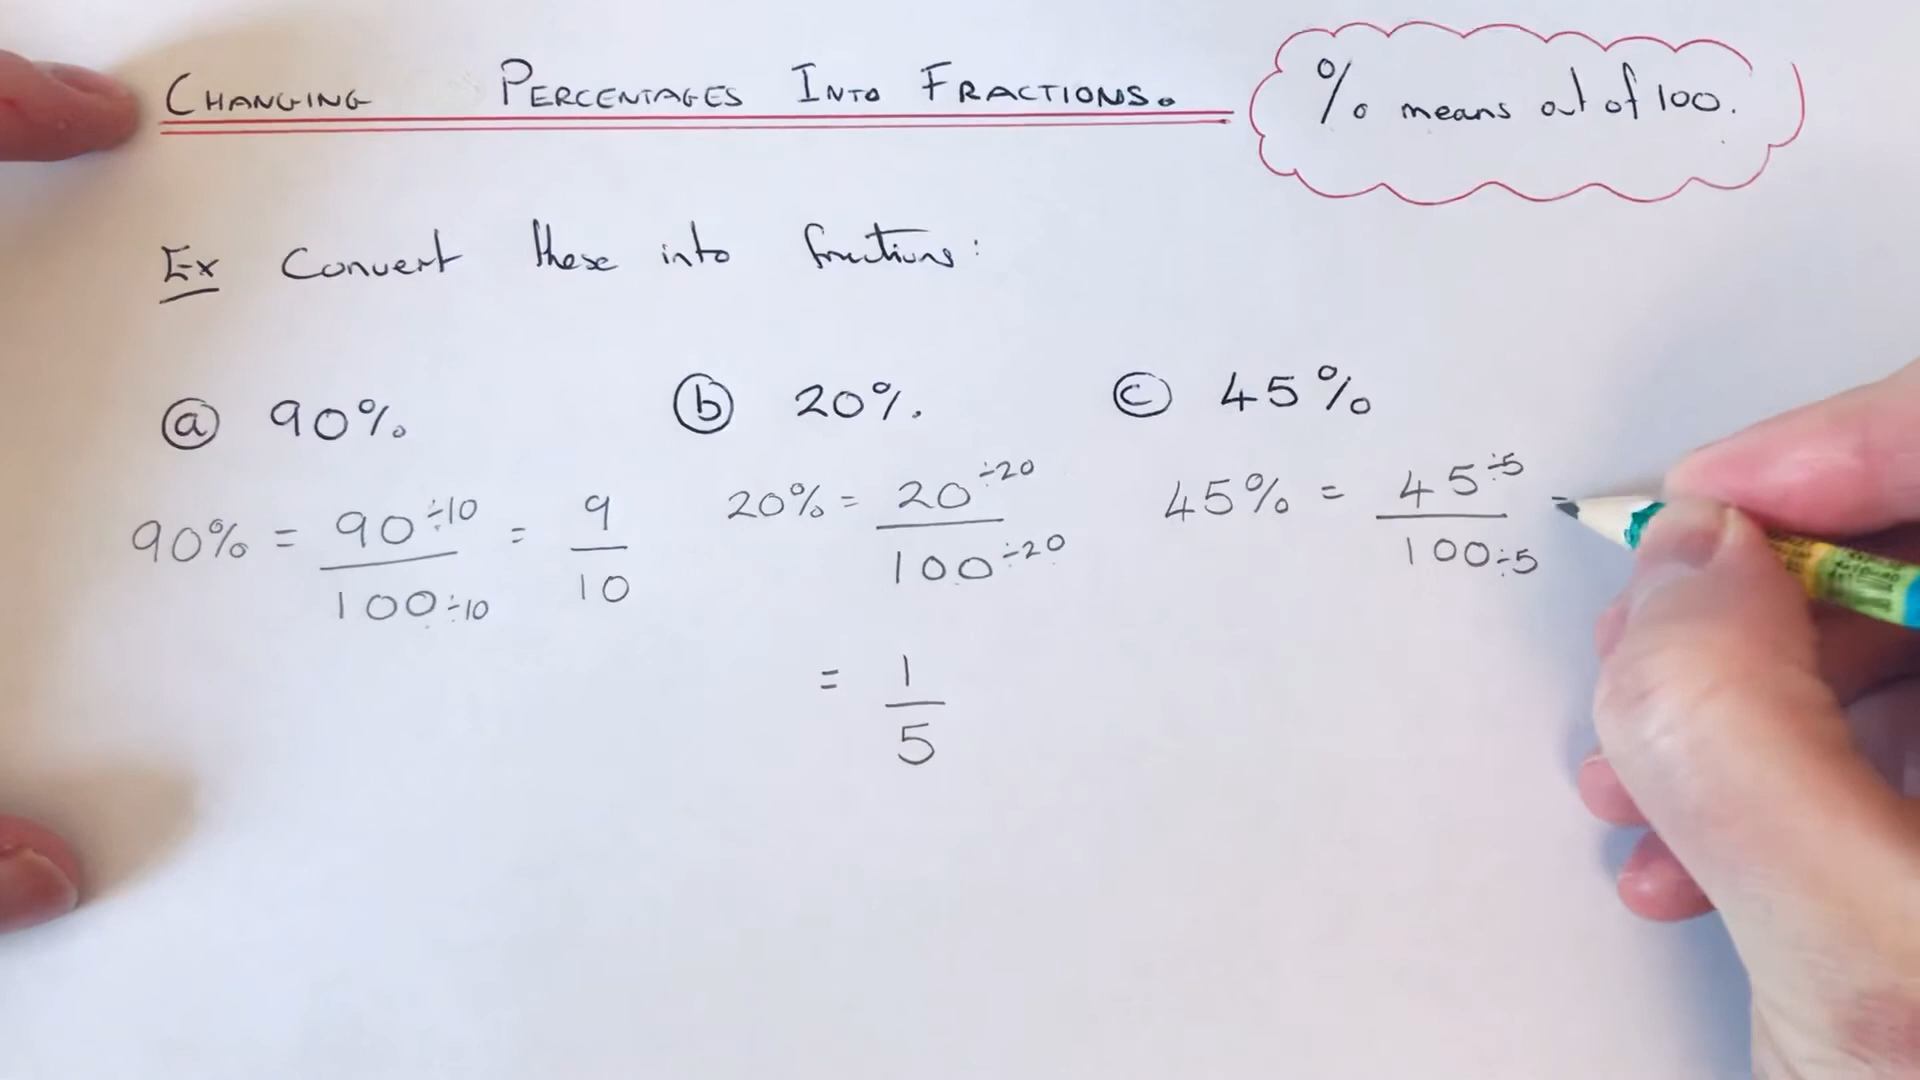 CHANGING PERCENTAGES INTO FRACTIONS.
% means out of 100.
Ex Convert these into fractions:
ⓐ 90%.
90% = 90÷10 / 100÷10 = 9 / 10
ⓑ 20%.
20% = 20÷20 / 100÷20
= 1 / 5
ⓒ 45%
45% = 45÷5 / 100÷5 =